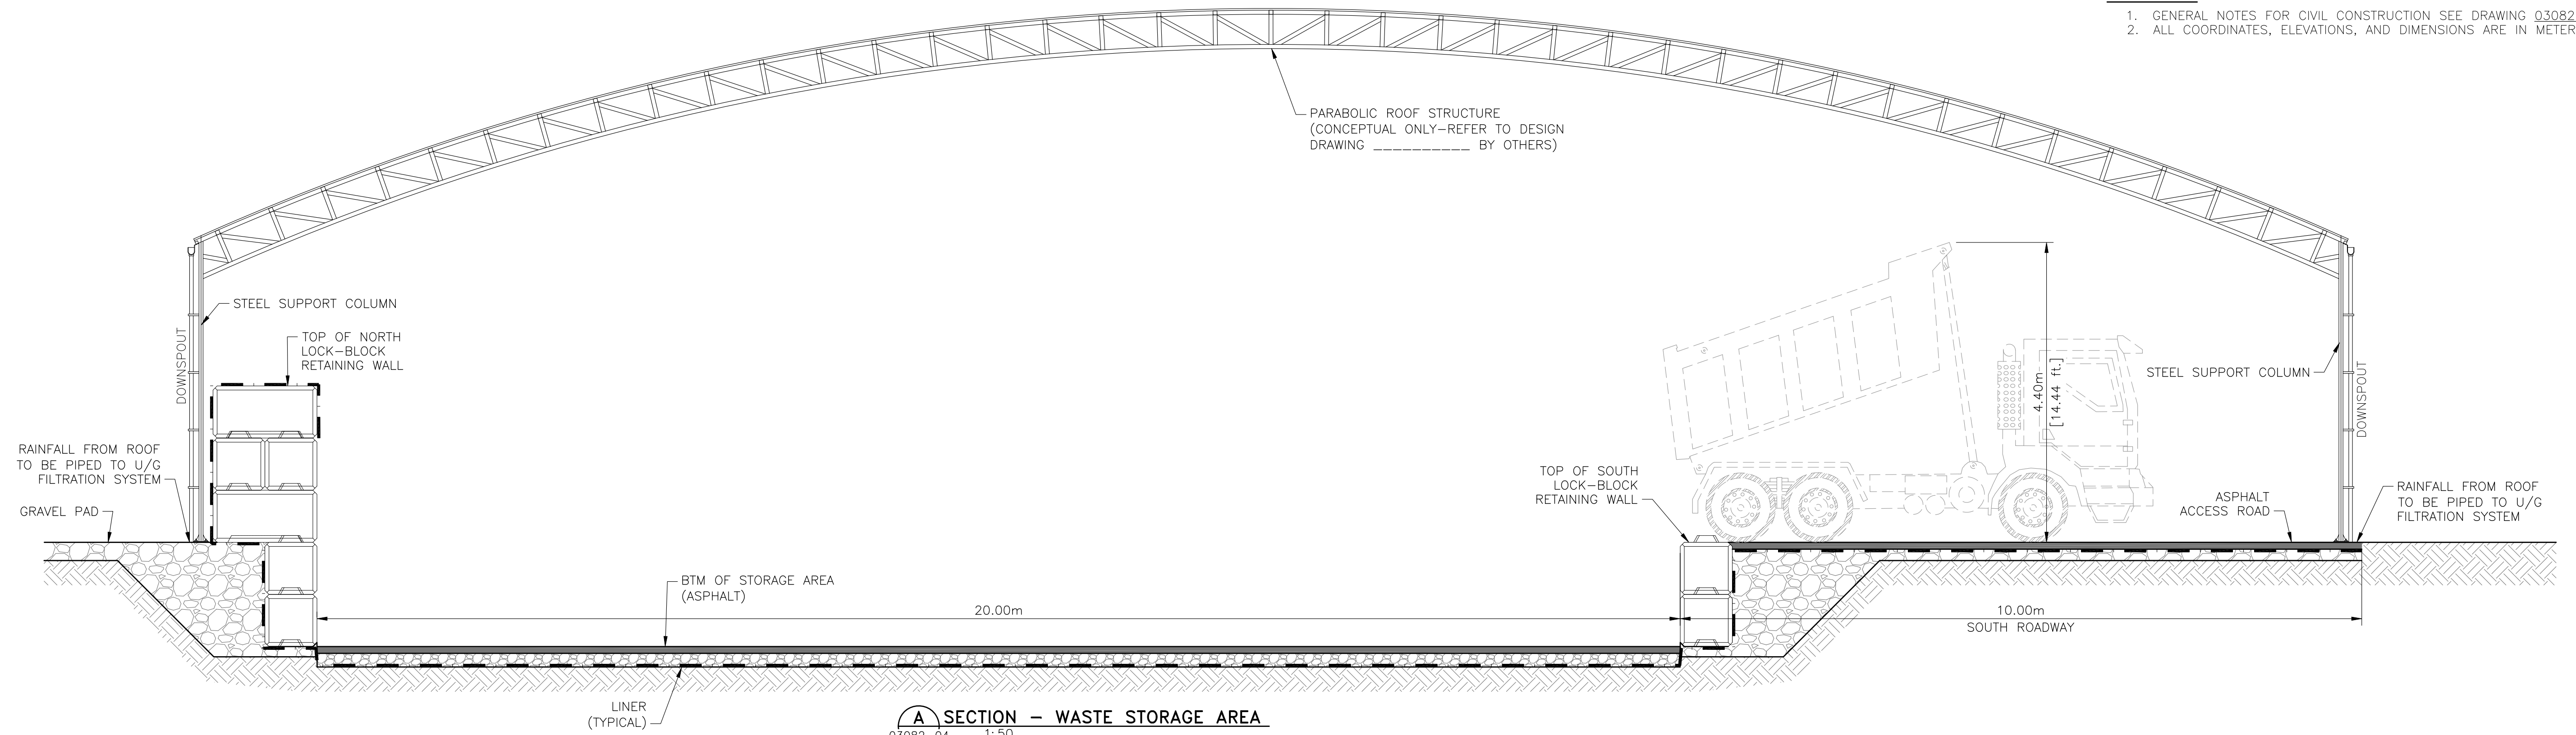 1. GENERAL NOTES FOR CIVIL CONSTRUCTION SEE DRAWING 03082
2. ALL COORDINATES, ELEVATIONS, AND DIMENSIONS ARE IN METER
PARABOLIC ROOF STRUCTURE
(CONCEPTUAL ONLY-REFER TO DESIGN
DRAWING __________ BY OTHERS)
STEEL SUPPORT COLUMN
TOP OF NORTH
LOCK-BLOCK
RETAINING WALL
DOWNSPOUT
RAINFALL FROM ROOF
TO BE PIPED TO U/G
FILTRATION SYSTEM
GRAVEL PAD
BTM OF STORAGE AREA
(ASPHALT)
20.00m
LINER
(TYPICAL)
TOP OF SOUTH
LOCK-BLOCK
RETAINING WALL
4.40m
[14.44 ft.]
STEEL SUPPORT COLUMN
DOWNSPOUT
ASPHALT
ACCESS ROAD
RAINFALL FROM ROOF
TO BE PIPED TO U/G
FILTRATION SYSTEM
10.00m
SOUTH ROADWAY
A SECTION - WASTE STORAGE AREA
03082-04 1:50